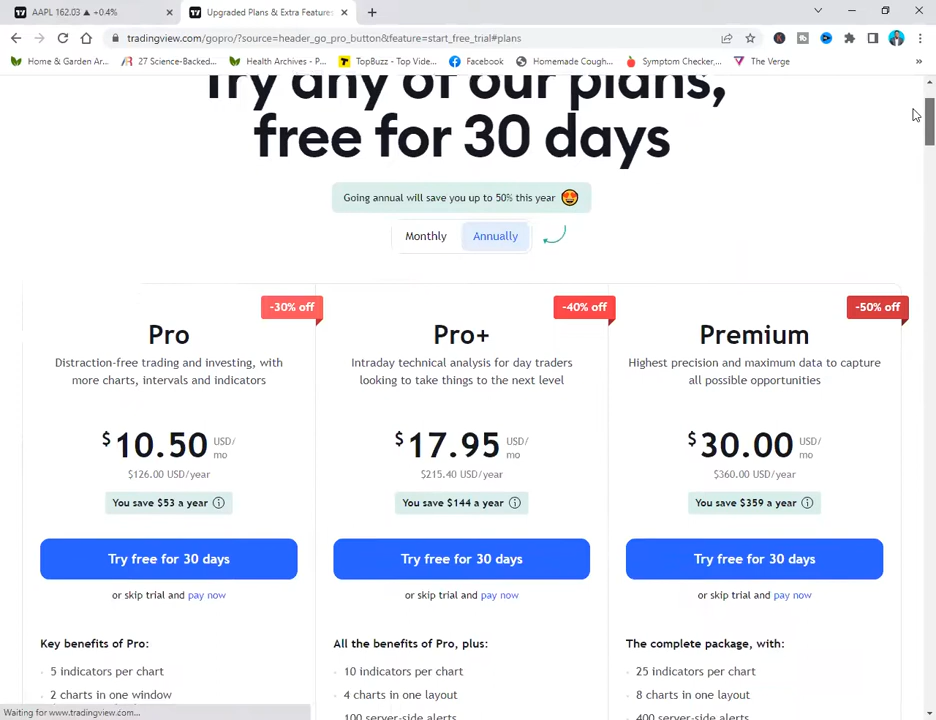 AAPL 162.03 ▲ +0.4%
Upgraded Plans & Extra Features
tradingview.com/gopro/?source=header_go_pro_button&feature=start_free_trial#plans
Home & Garden Ar...
27 Science-Backed...
Health Archives - P...
TopBuzz - Top Vide...
Facebook
Homemade Cough...
Symptom Checker,...
The Verge
»
Try any of our plans,
free for 30 days
Going annual will save you up to 50% this year
Monthly
Annually
-30% off
Pro
Distraction-free trading and investing, with
more charts, intervals and indicators
$10.50 USD/
mo
$126.00 USD/year
You save $53 a year
Try free for 30 days
or skip trial and pay now
Key benefits of Pro:
5 indicators per chart
2 charts in one window
-40% off
Pro+
Intraday technical analysis for day traders
looking to take things to the next level
$17.95 USD/
mo
$215.40 USD/year
You save $144 a year
Try free for 30 days
or skip trial and pay now
All the benefits of Pro, plus:
10 indicators per chart
4 charts in one layout
100 server-side alerts
-50% off
Premium
Highest precision and maximum data to capture
all possible opportunities
$30.00 USD/
mo
$360.00 USD/year
You save $359 a year
Try free for 30 days
or skip trial and pay now
The complete package, with:
25 indicators per chart
8 charts in one layout
400 server-side alerts
Waiting for www.tradingview.com...